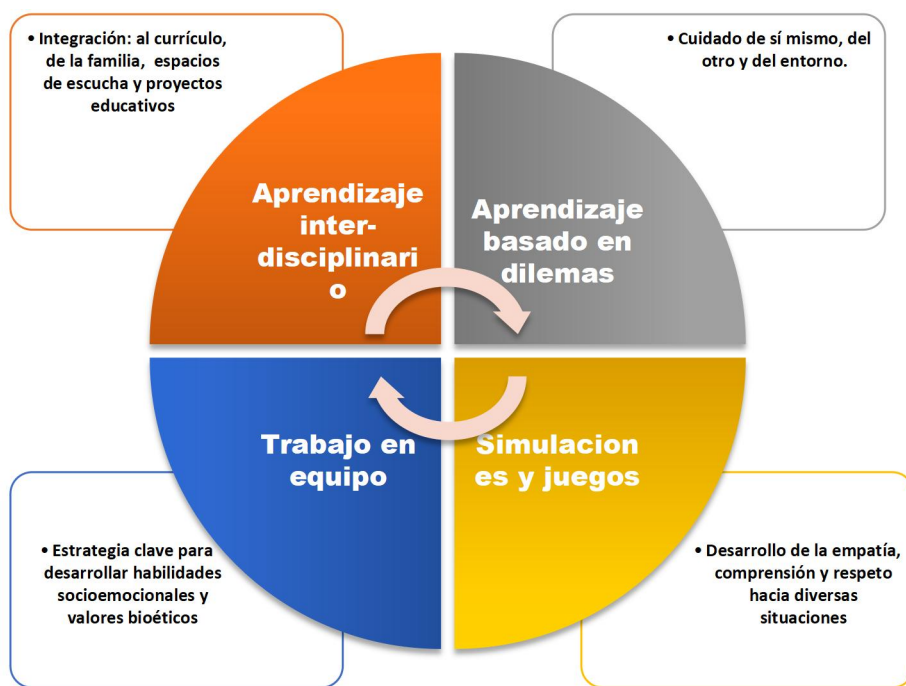 • Integración: al currículo,
de la familia, espacios
de escucha y proyectos
educativos
• Cuidado de sí mismo, del
otro y del entorno.
Aprendizaje
inter-
disciplinari
o
Aprendizaje
basado en
dilemas
Trabajo en
equipo
Simulacion
es y juegos
• Estrategia clave para
desarrollar habilidades
socioemocionales y
valores bioéticos
• Desarrollo de la empatía,
comprensión y respeto
hacia diversas
situaciones